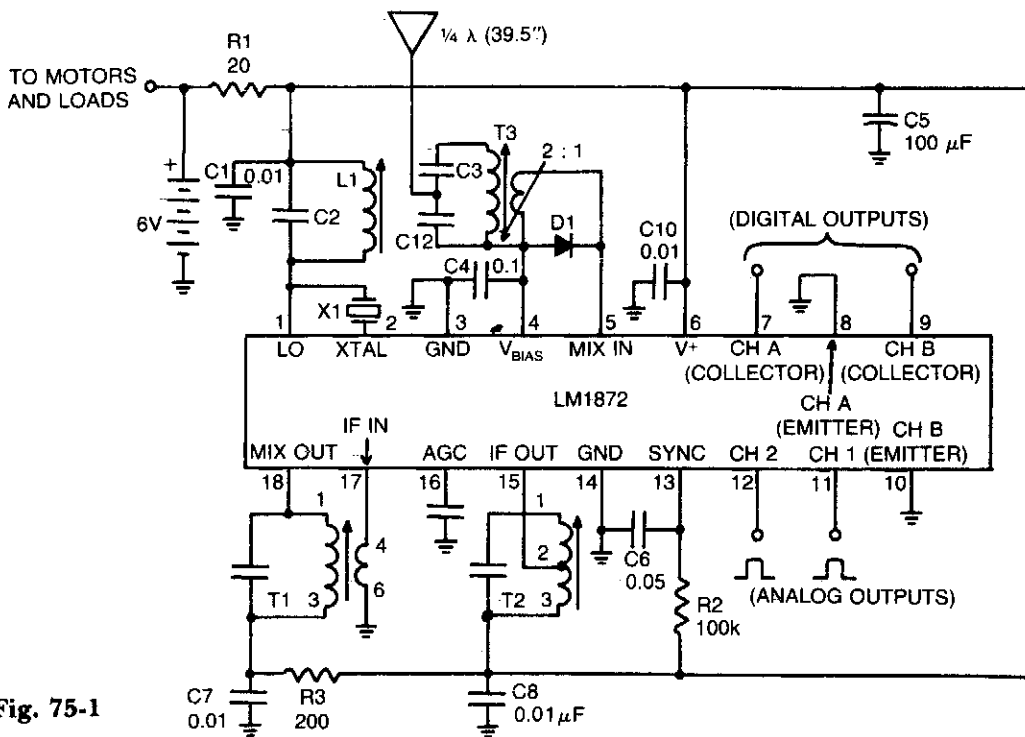 ¼ λ (39.5")
R1
20
TO MOTORS
AND LOADS
+
6V
C1
0.01
C2
L1
C3
C12
T3
2 : 1
D1
C4
0.1
C10
0.01
C5
100 µF
(DIGITAL OUTPUTS)
X1
1
2
3
4
5
6
7
8
9
LO
XTAL
GND
VBIAS
MIX IN
V+
CH A
(COLLECTOR)
CH B
(COLLECTOR)
LM1872
CH A
(EMITTER)
CH B
(EMITTER)
MIX OUT
IF IN
AGC
IF OUT
GND
SYNC
CH 2
CH 1
18
17
16
15
14
13
12
11
10
1
3
T1
4
6
1
2
3
T2
C6
0.05
R2
100k
(ANALOG OUTPUTS)
C7
0.01
R3
200
C8
0.01µF
Fig. 75-1